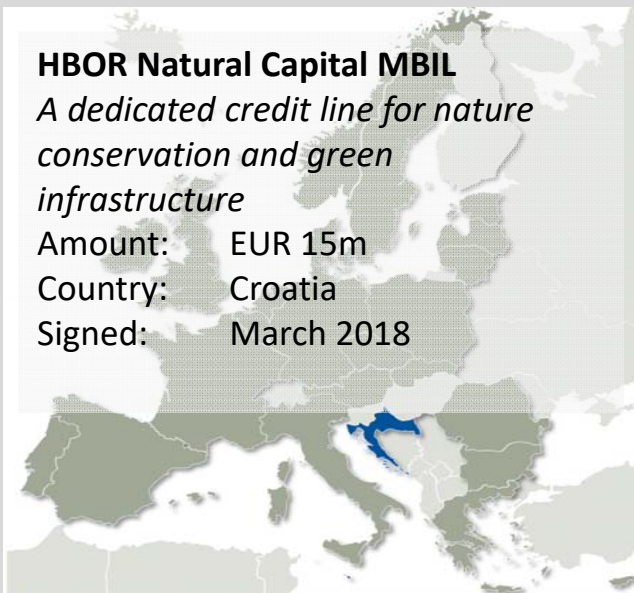 HBOR Natural Capital MBIL
A dedicated credit line for nature
conservation and green
infrastructure
Amount: EUR 15m
Country: Croatia
Signed: March 2018